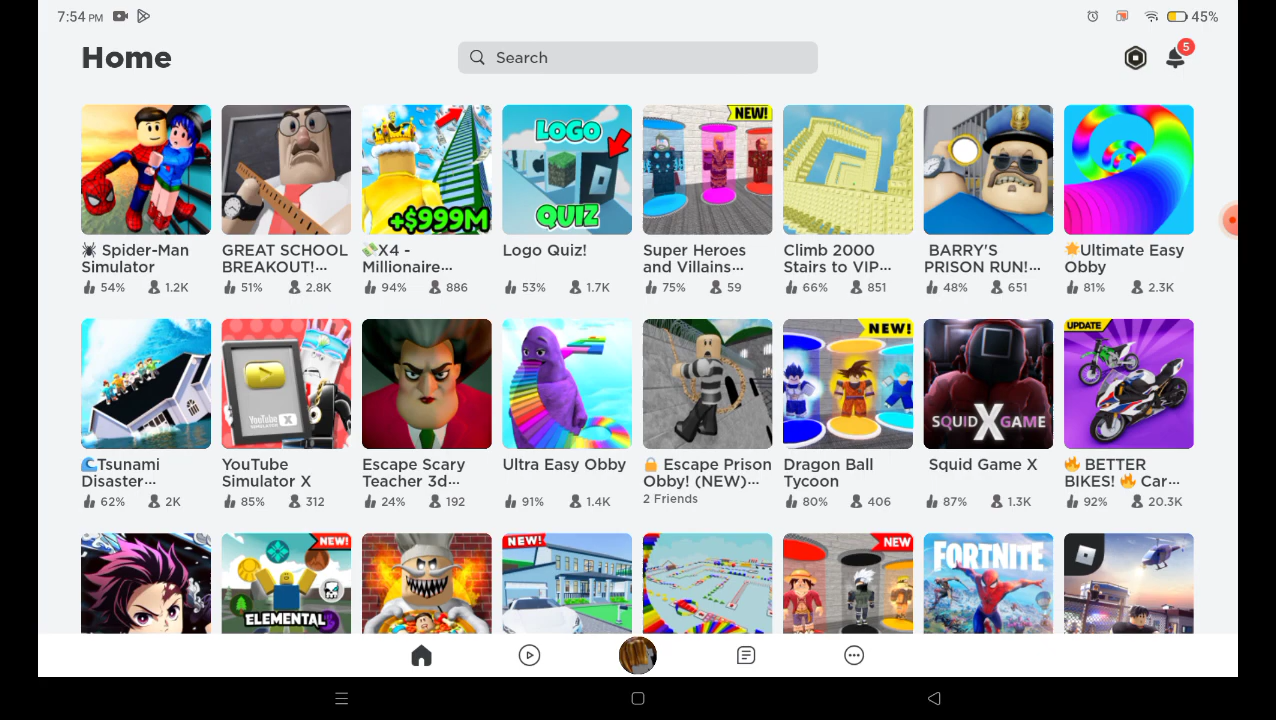 7:54 PM
45%
Home
Search
5
+$999M
LOGO
QUIZ
NEW!
Spider-Man
Simulator
54% 1.2K
GREAT SCHOOL
BREAKOUT!...
51% 2.8K
X4 -
Millionaire...
94% 886
Logo Quiz!
53% 1.7K
Super Heroes
and Villains...
75% 59
Climb 2000
Stairs to VIP...
66% 851
BARRY'S
PRISON RUN!...
48% 651
Ultimate Easy
Obby
81% 2.3K
YouTube X
SIMULATOR
NEW!
SQUID X GAME
UPDATE
Tsunami
Disaster...
62% 2K
YouTube
Simulator X
85% 312
Escape Scary
Teacher 3d...
24% 192
Ultra Easy Obby
91% 1.4K
Escape Prison
Obby! (NEW)...
2 Friends
Dragon Ball
Tycoon
80% 406
Squid Game X
87% 1.3K
BETTER
BIKES! 🔥 Car...
92% 20.3K
NEW!
ELEMENTAL
NEW!
NEW
FORTNITE